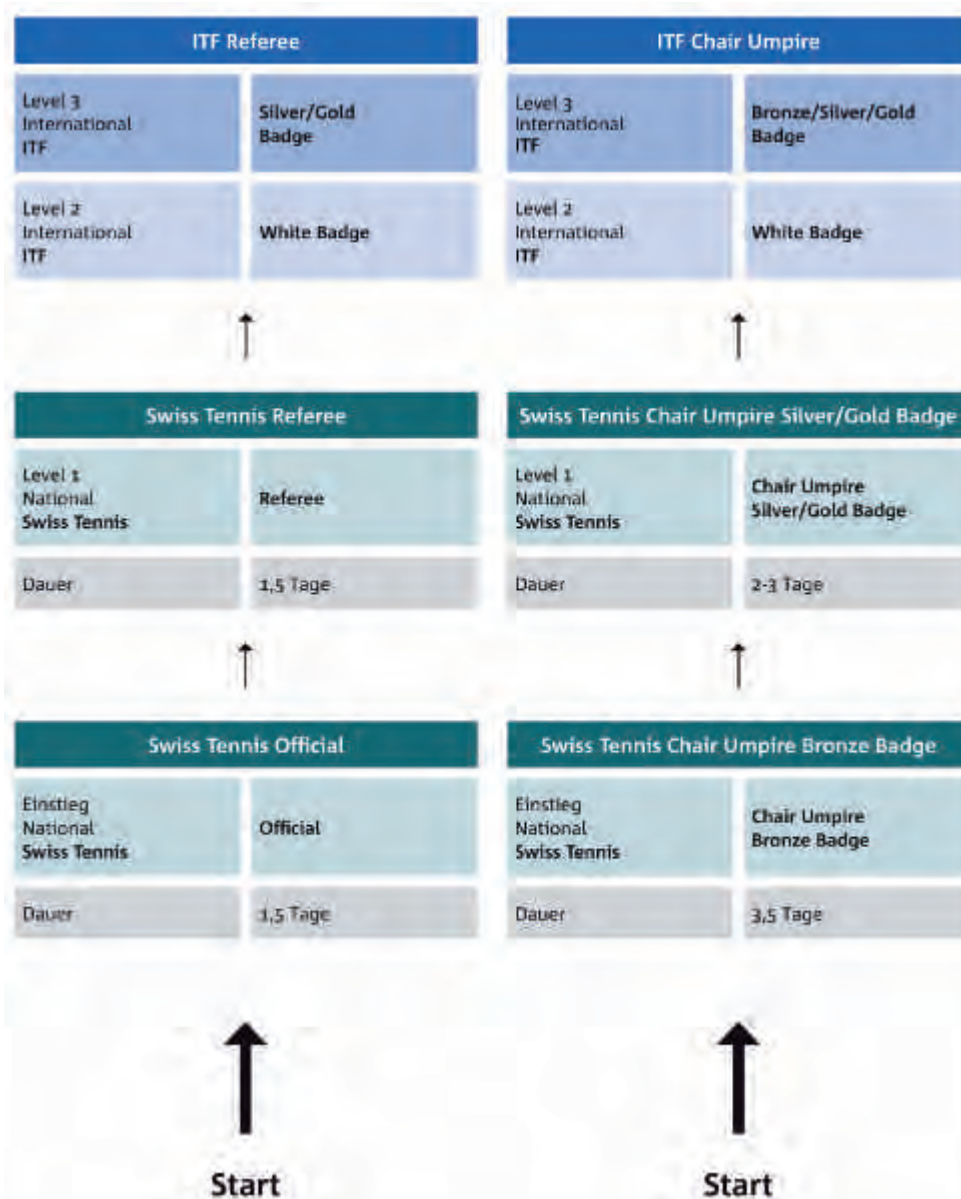 ITF Referee
Level 3
International
ITF
Silver/Gold
Badge
Level 2
International
ITF
White Badge
Swiss Tennis Referee
Level 1
National
Swiss Tennis
Referee
Dauer
1,5 Tage
Swiss Tennis Official
Einstieg
National
Swiss Tennis
Official
Dauer
1,5 Tage
Start
ITF Chair Umpire
Level 3
International
ITF
Bronze/Silver/Gold
Badge
Level 2
International
ITF
White Badge
Swiss Tennis Chair Umpire Silver/Gold Badge
Level 1
National
Swiss Tennis
Chair Umpire
Silver/Gold Badge
Dauer
2-3 Tage
Swiss Tennis Chair Umpire Bronze Badge
Einstieg
National
Swiss Tennis
Chair Umpire
Bronze Badge
Dauer
3,5 Tage
Start